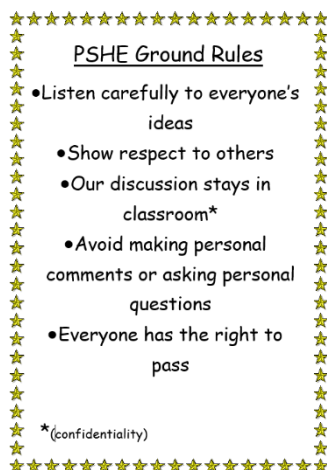 PSHE Ground Rules
•Listen carefully to everyone's
ideas
•Show respect to others
•Our discussion stays in
classroom*
•Avoid making personal
comments or asking personal
questions
•Everyone has the right to
pass
*(confidentiality)